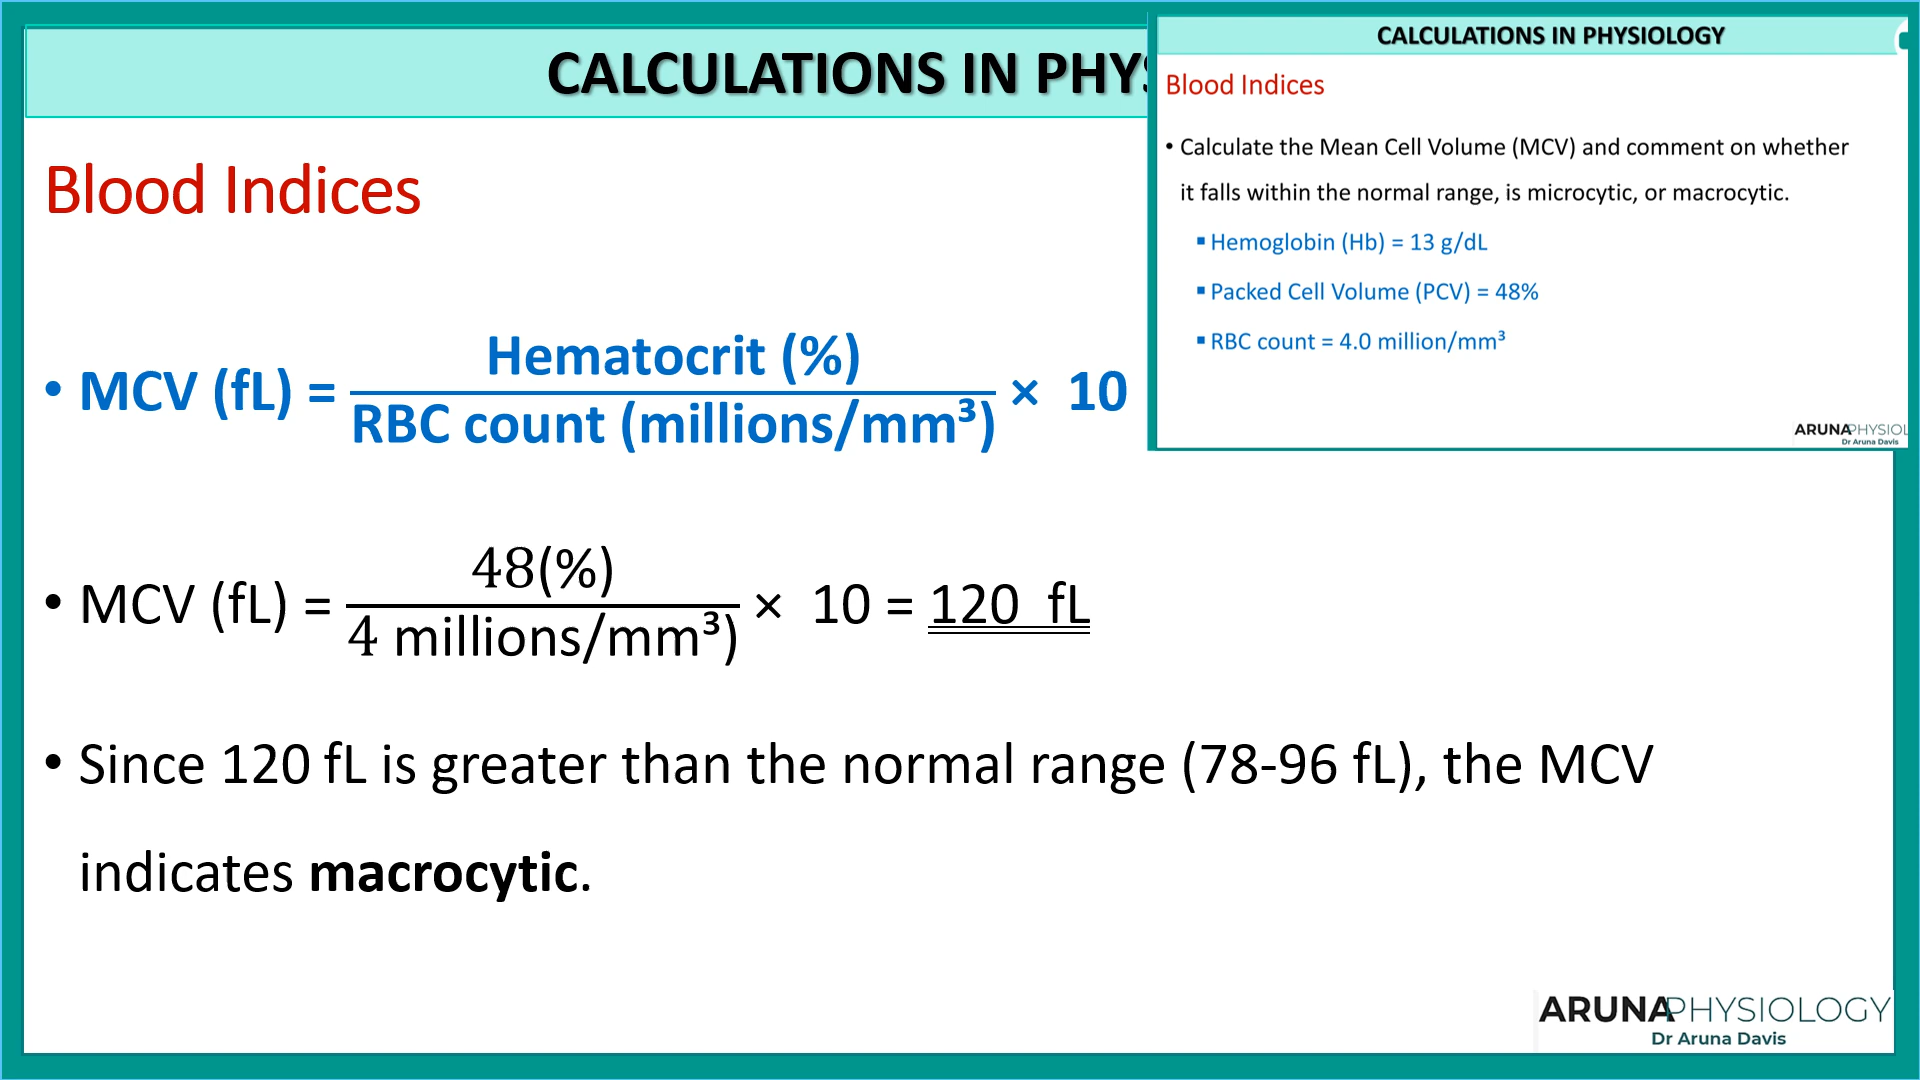 CALCULATIONS IN PHYS
Blood Indices
• MCV (fL) = Hematocrit (%) / RBC count (millions/mm³) × 10
• MCV (fL) = 48(%) / 4 millions/mm³) × 10 = 120 fL
• Since 120 fL is greater than the normal range (78-96 fL), the MCV
indicates macrocytic.
CALCULATIONS IN PHYSIOLOGY
Blood Indices
• Calculate the Mean Cell Volume (MCV) and comment on whether
it falls within the normal range, is microcytic, or macrocytic.
▪ Hemoglobin (Hb) = 13 g/dL
▪ Packed Cell Volume (PCV) = 48%
▪ RBC count = 4.0 million/mm³
ARUNAPHYSIOL
Dr Aruna Davis
ARUNAPHYSIOLOGY
Dr Aruna Davis